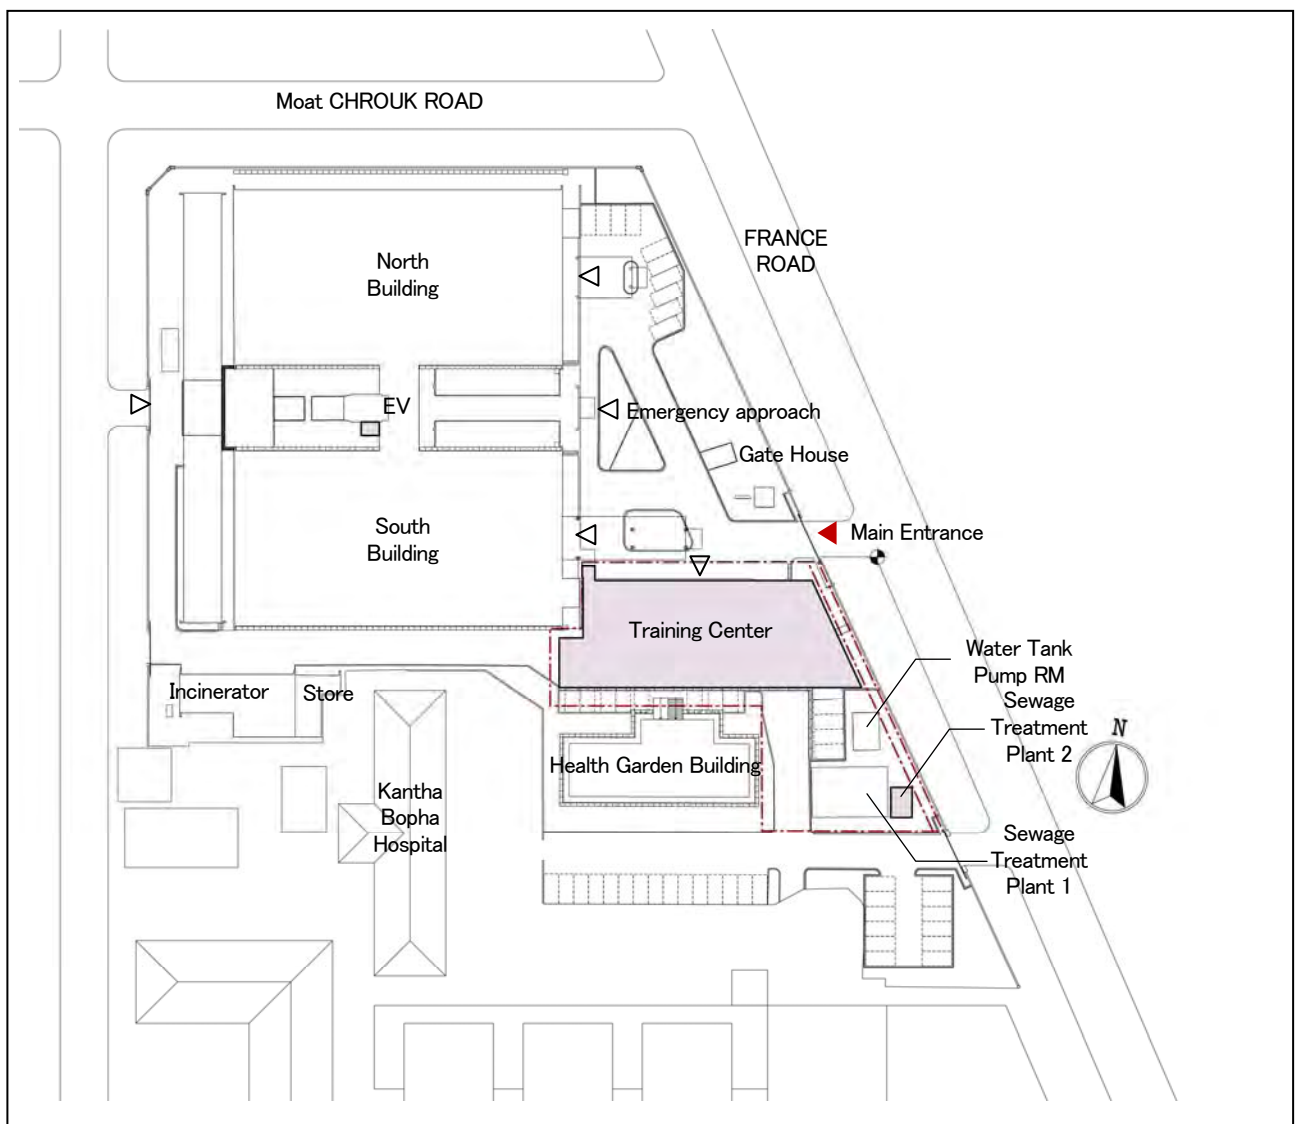 Moat CHROUK ROAD
FRANCE
ROAD
North
Building
EV
Emergency approach
Gate House
South
Building
Main Entrance
Training Center
Water Tank
Pump RM
Sewage
Treatment
Plant 2
N
Incinerator
Store
Health Garden Building
Kantha
Bopha
Hospital
Sewage
Treatment
Plant 1